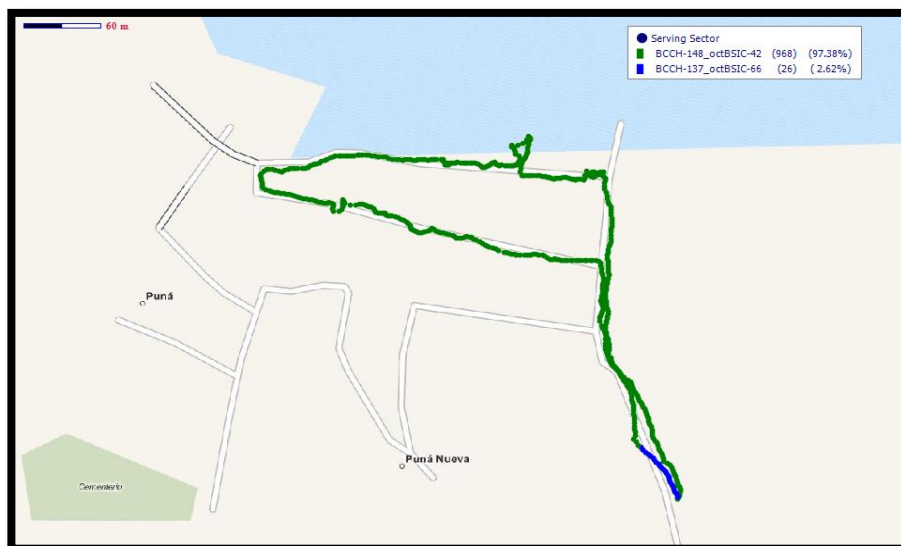 60 m
Serving Sector
BCCH-148_octBSIC-42 (968) (97.38%)
BCCH-137_octBSIC-66 (26) ( 2.62%)
Puná
Puná Nueva
Cementerio